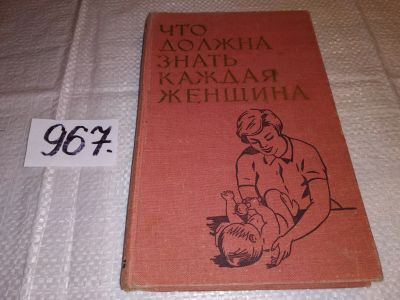 ЧТО
ДОЛЖНА
ЗНАТЬ
КАЖДАЯ
ЖЕНЩИНА
967.